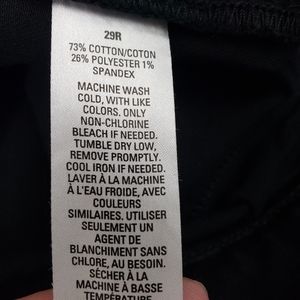 29R
73% COTTON/COTON
26% POLYESTER 1%
SPANDEX
MACHINE WASH
COLD, WITH LIKE
COLORS. ONLY
NON-CHLORINE
BLEACH IF NEEDED.
TUMBLE DRY LOW,
REMOVE PROMPTLY.
COOL IRON IF NEEDED.
LAVER À LA MACHINE
À L'EAU FROIDE, AVEC
COULEURS
SIMILAIRES. UTILISER
SEULEMENT UN
AGENT DE
BLANCHIMENT SANS
CHLORE, AU BESOIN.
SÉCHER À LA
MACHINE À BASSE
TEMPÉRATURE